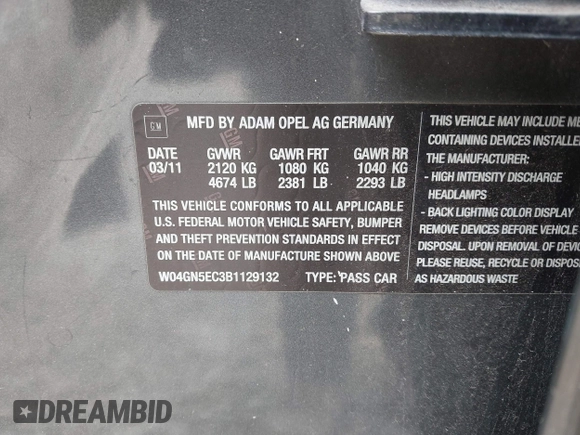 GM
MFD BY ADAM OPEL AG GERMANY
DATE GVWR GAWR FRT GAWR RR
03/11 2120 KG 1080 KG 1040 KG
4674 LB 2381 LB 2293 LB
THIS VEHICLE CONFORMS TO ALL APPLICABLE
U.S. FEDERAL MOTOR VEHICLE SAFETY, BUMPER
AND THEFT PREVENTION STANDARDS IN EFFECT
ON THE DATE OF MANUFACTURE SHOWN ABOVE
W04GN5EC3B1129132 TYPE: PASS CAR
THIS VEHICLE MAY INCLUDE
CONTAINING DEVICES INSTALLE
THE MANUFACTURER:
- HIGH INTENSITY DISCHARGE
HEADLAMPS
- BACK LIGHTING COLOR DISPLAY
REMOVE DEVICES BEFORE VEHICLE
DISPOSAL. UPON REMOVAL OF DEVI
PLEASE REUSE, RECYCLE OR DISPOS
AS HAZARDOUS WASTE
DREAMBID